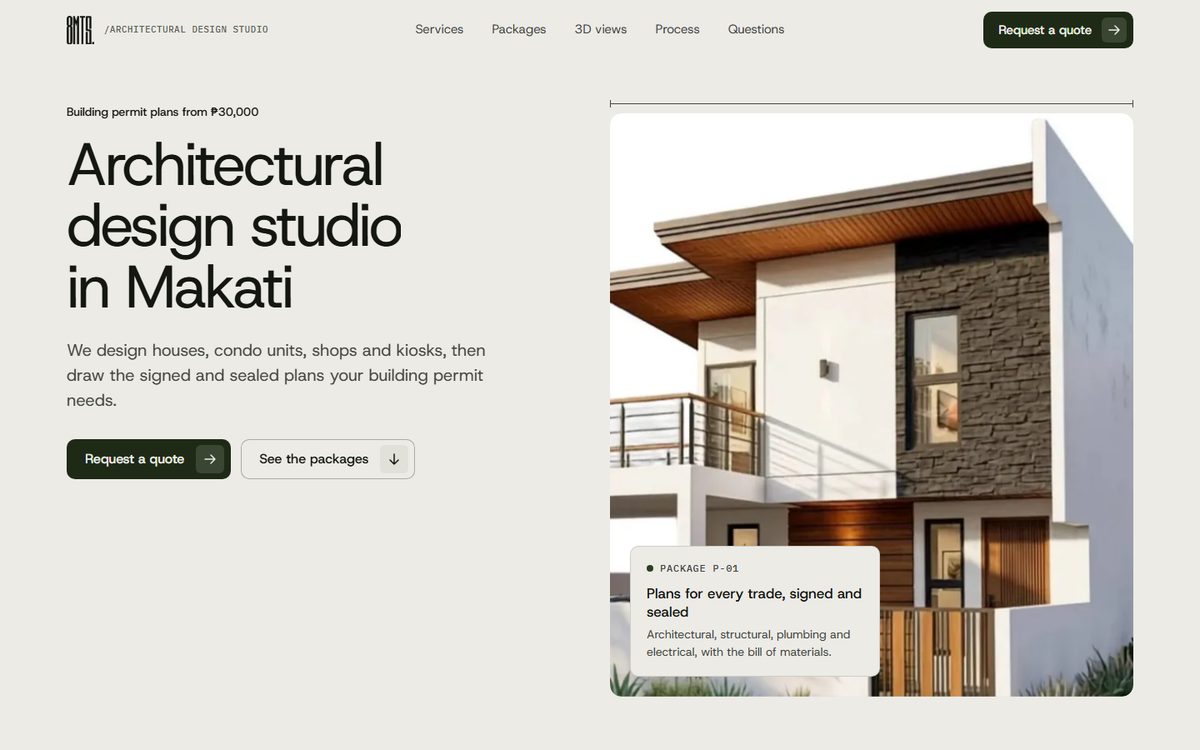 8MTS.
/ARCHITECTURAL DESIGN STUDIO
Services
Packages
3D views
Process
Questions
Request a quote
Building permit plans from ₱30,000
Architectural
design studio
in Makati
We design houses, condo units, shops and kiosks, then
draw the signed and sealed plans your building permit
needs.
Request a quote
See the packages
PACKAGE P-01
Plans for every trade, signed and
sealed
Architectural, structural, plumbing and
electrical, with the bill of materials.